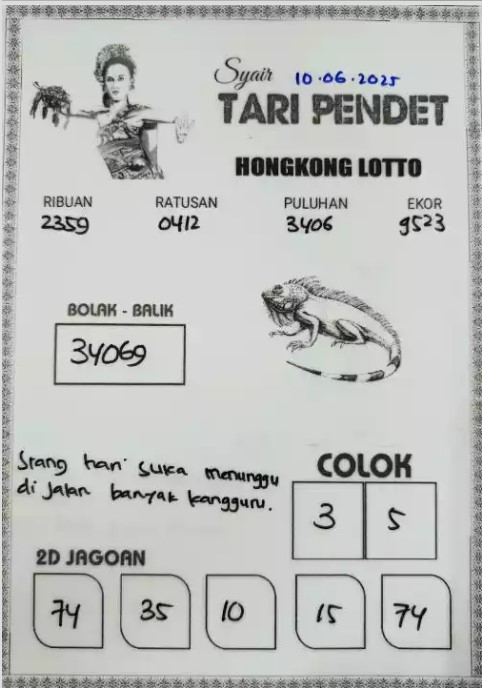 Syair 10.06.2025
TARI PENDET
HONGKONG LOTTO
RIBUAN RATUSAN PULUHAN EKOR
2359 0412 3406 9523
BOLAK - BALIK
34069
Siang hari suka menunggu
di jalan banyak kangguru.
COLOK
3 5
2D JAGOAN
74 35 10 15 74